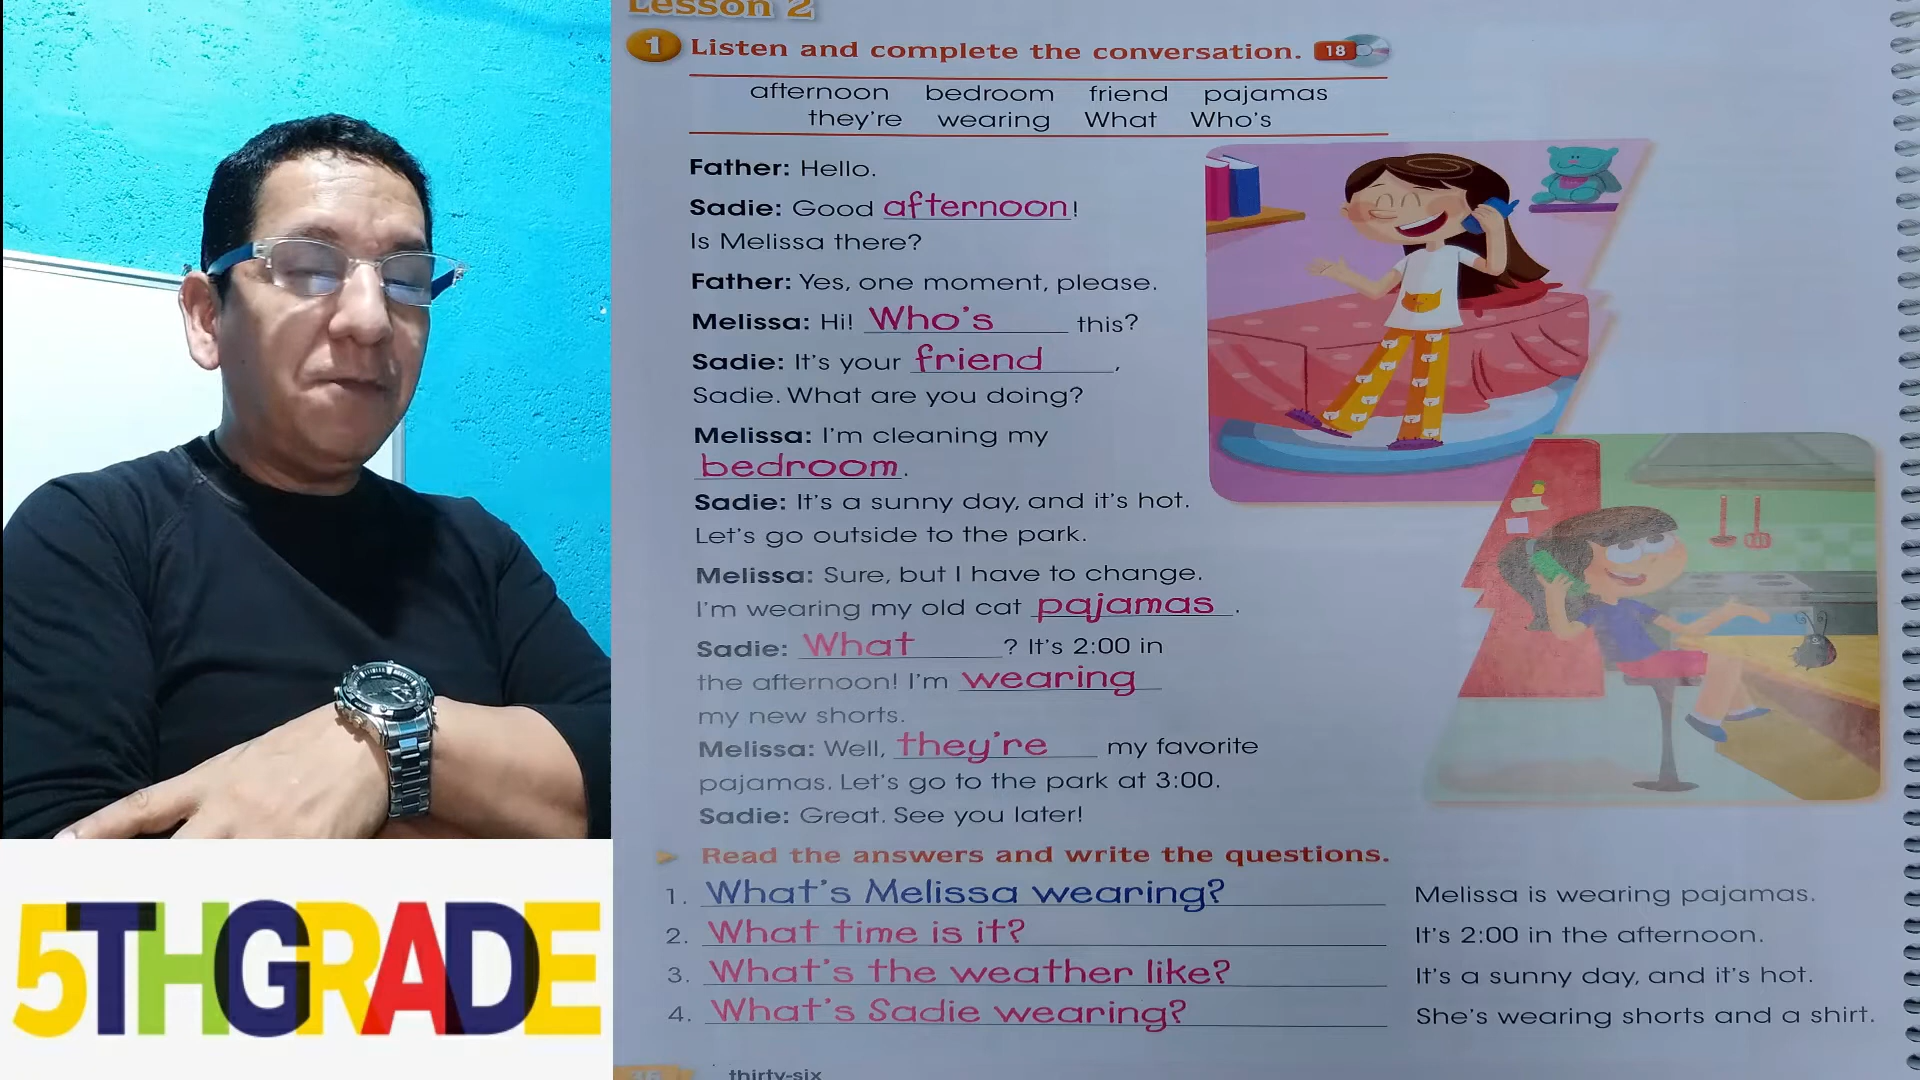 Lesson 2
1 Listen and complete the conversation. 18
afternoon bedroom friend pajamas
they're wearing What Who's
Father: Hello.
Sadie: Good afternoon!
Is Melissa there?
Father: Yes, one moment, please.
Melissa: Hi! Who's this?
Sadie: It's your friend,
Sadie. What are you doing?
Melissa: I'm cleaning my
bedroom.
Sadie: It's a sunny day, and it's hot.
Let's go outside to the park.
Melissa: Sure, but I have to change.
I'm wearing my old cat pajamas.
Sadie: What? It's 2:00 in
the afternoon! I'm wearing
my new shorts.
Melissa: Well, they're my favorite
pajamas. Let's go to the park at 3:00.
Sadie: Great. See you later!
Read the answers and write the questions.
1. What's Melissa wearing? Melissa is wearing pajamas.
2. What time is it? It's 2:00 in the afternoon.
3. What's the weather like? It's a sunny day, and it's hot.
4. What's Sadie wearing? She's wearing shorts and a shirt.
36 thirty-six
5THGRADE